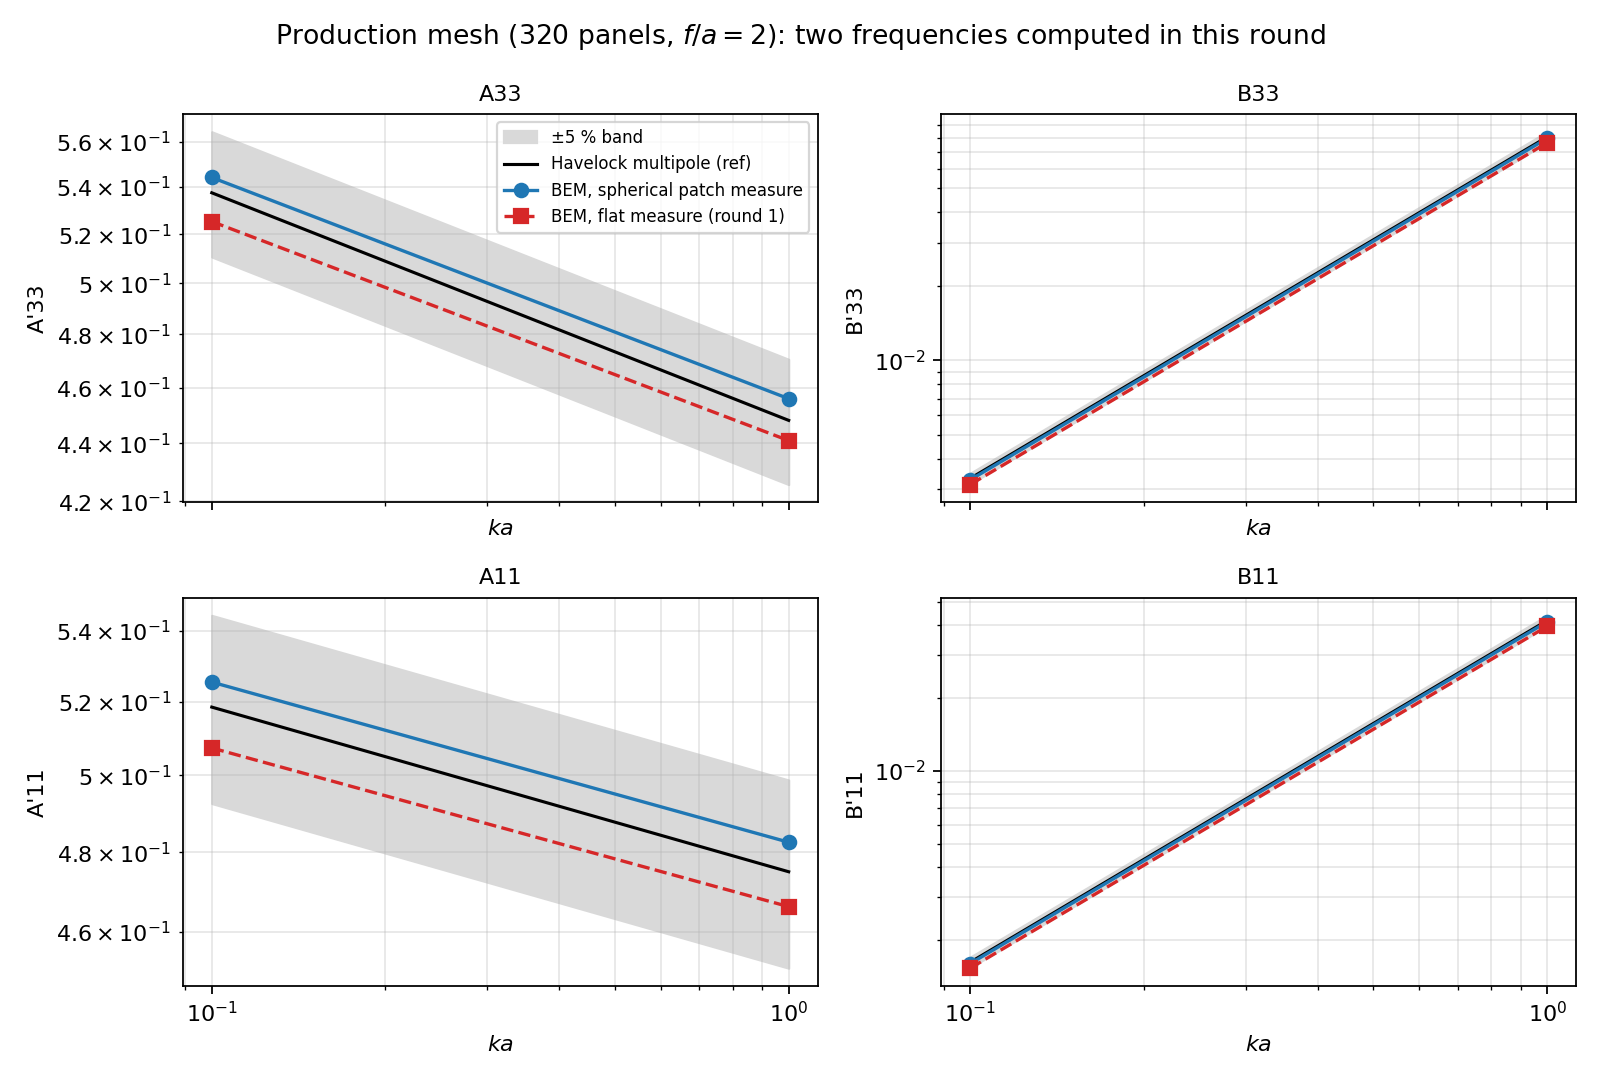 Production mesh (320 panels, f/a = 2): two frequencies computed in this round
A33
5.6 × 10⁻¹
5.4 × 10⁻¹
5.2 × 10⁻¹
5 × 10⁻¹
4.8 × 10⁻¹
4.6 × 10⁻¹
4.4 × 10⁻¹
4.2 × 10⁻¹
A'33
ka
±5 % band
Havelock multipole (ref)
BEM, spherical patch measure
BEM, flat measure (round 1)
B33
10⁻²
B'33
ka
A11
5.4 × 10⁻¹
5.2 × 10⁻¹
5 × 10⁻¹
4.8 × 10⁻¹
4.6 × 10⁻¹
A'11
10⁻¹ 10⁰
ka
B11
10⁻²
B'11
10⁻¹ 10⁰
ka